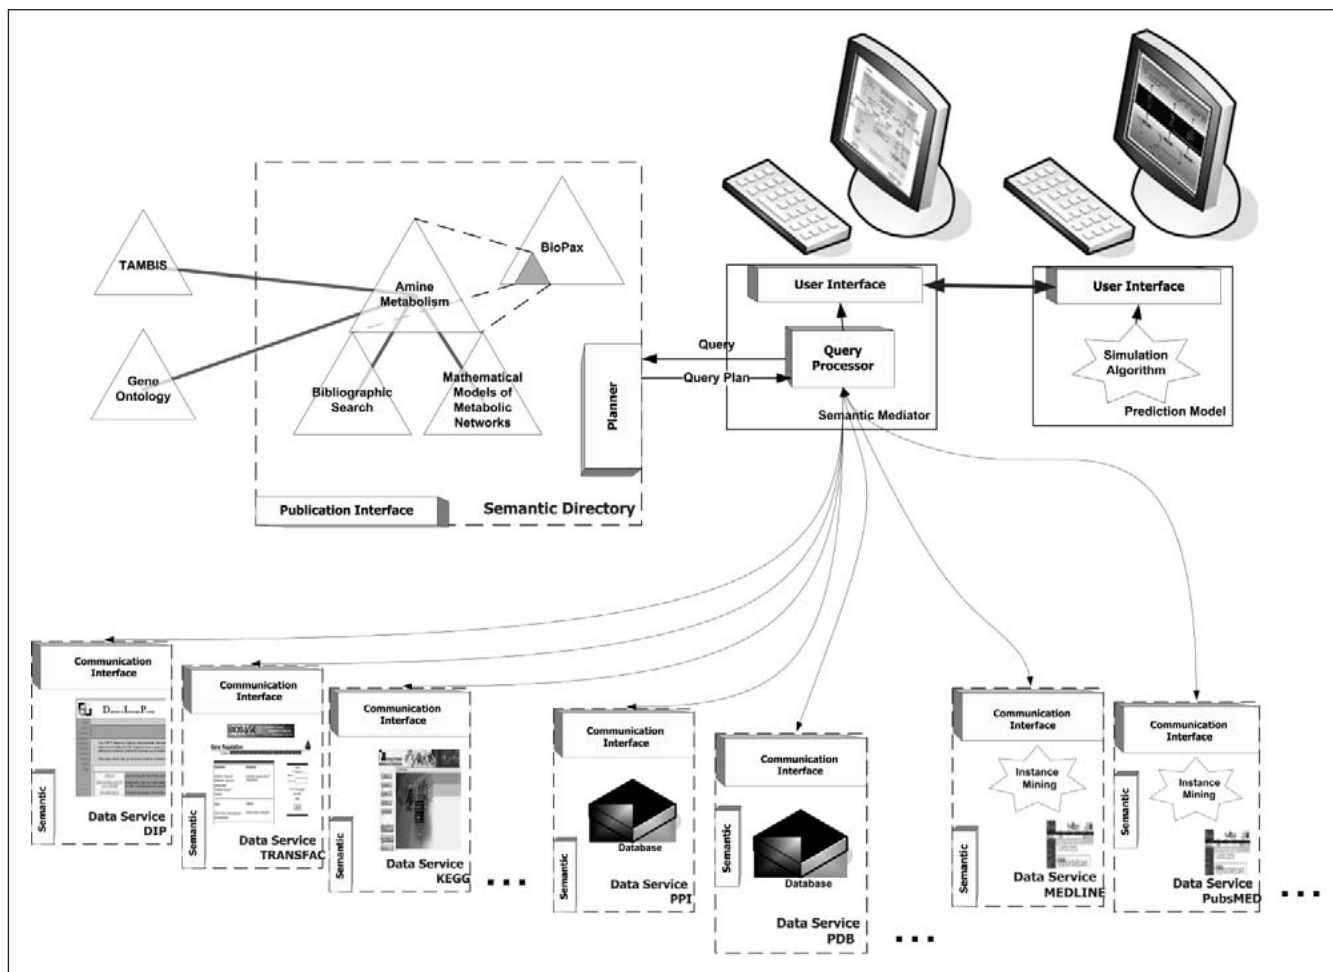 TAMBIS
Gene
Ontology
Amine
Metabolism
BioPax
Bibliographic
Search
Mathematical
Models of
Metabolic
Networks
Planner
Publication Interface
Semantic Directory
Query
Query Plan
User Interface
Query
Processor
Semantic Mediator
User Interface
Simulation
Algorithm
Prediction Model
Communication
Interface
Semantic
Data Service
DIP
Communication
Interface
BIOBASE
Gene Regulation
Semantic
Data Service
TRANSFAC
Communication
Interface
Semantic
Data Service
KEGG
...
Communication
Interface
Semantic
Database
Data Service
PPI
Communication
Interface
Semantic
Database
Data Service
PDB
...
Communication
Interface
Instance
Mining
Semantic
Data Service
MEDLINE
Communication
Interface
Instance
Mining
Semantic
Data Service
PubsMED
...